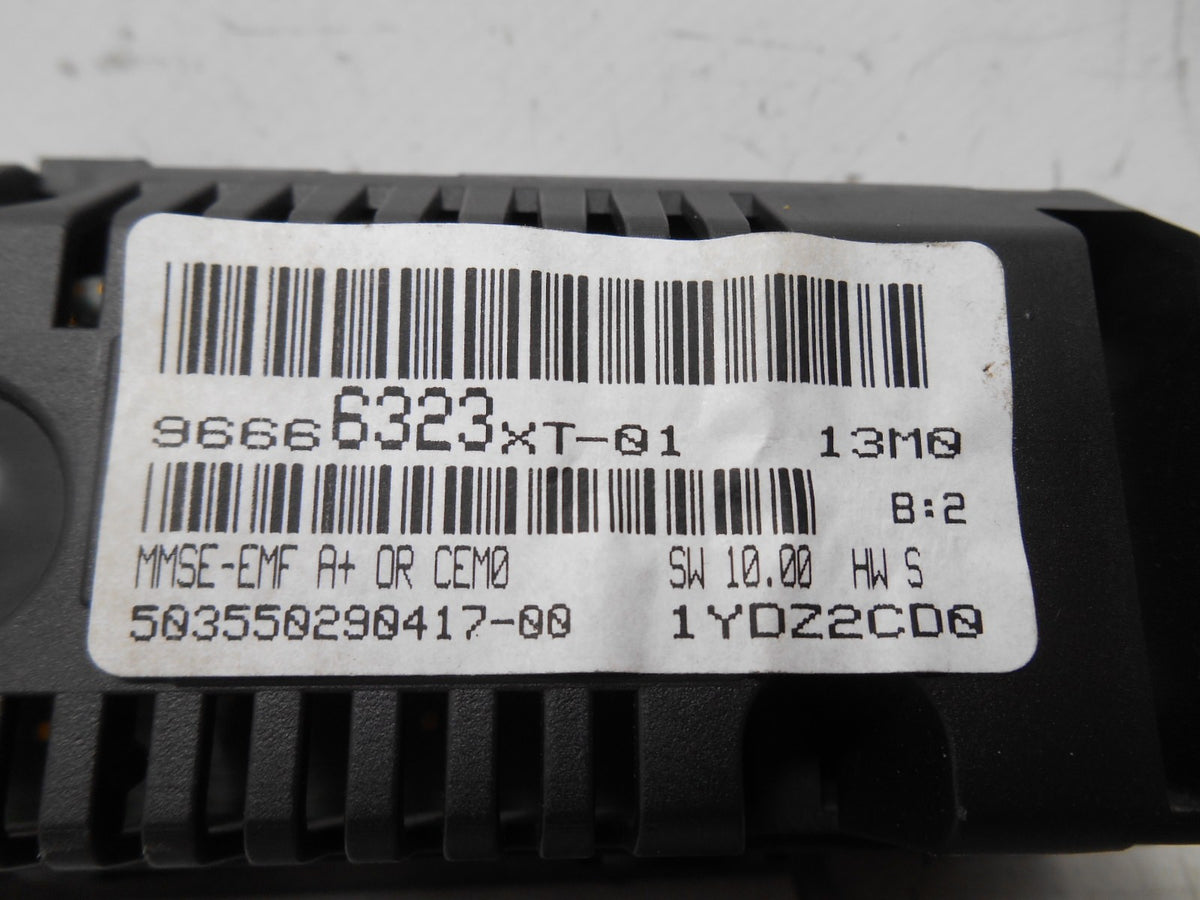 96666323XT-01 13M0
B:2
MMSE-EMF A+ OR CEM0 SW 10.00 HW S
503550290417-00 1YDZ2CD0